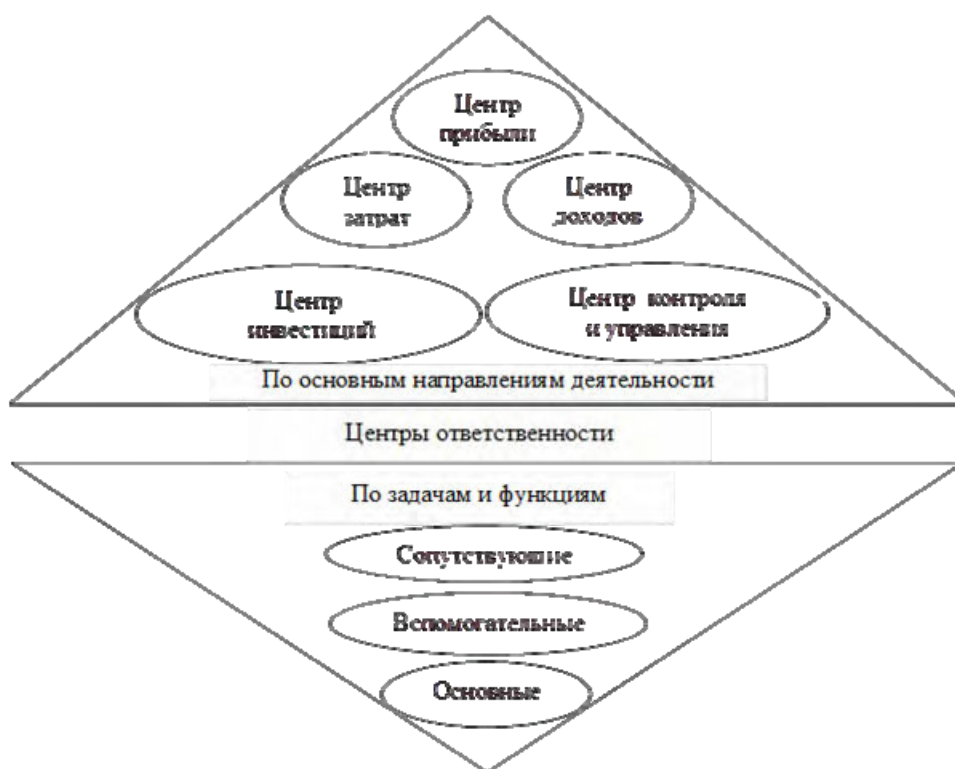 Центр
прибыли
Центр
затрат
Центр
доходов
Центр
инвестиций
Центр контроля
и управления
По основным направлениям деятельности
Центры ответственности
По задачам и функциям
Сопутствующие
Вспомогательные
Основные